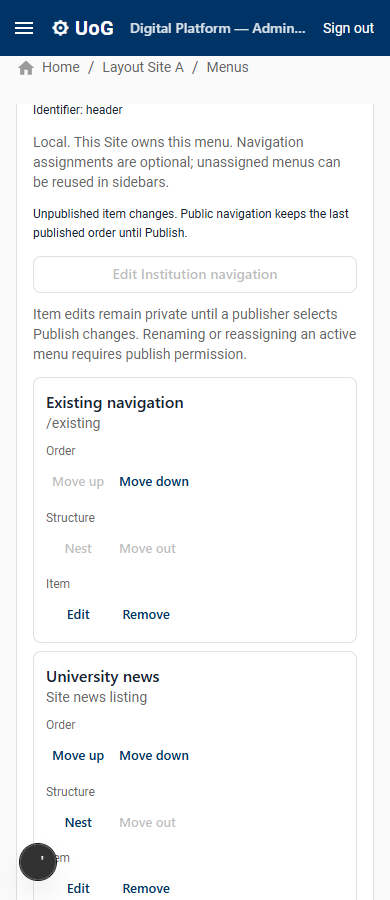 UoG
Digital Platform — Admin...
Sign out
Home / Layout Site A / Menus
Identifier: header
Local. This Site owns this menu. Navigation
assignments are optional; unassigned menus can
be reused in sidebars.
Unpublished item changes. Public navigation keeps the last
published order until Publish.
Edit Institution navigation
Item edits remain private until a publisher selects
Publish changes. Renaming or reassigning an active
menu requires publish permission.
Existing navigation
/existing
Order
Move up Move down
Structure
Nest Move out
Item
Edit Remove
University news
Site news listing
Order
Move up Move down
Structure
Nest Move out
Edit Remove